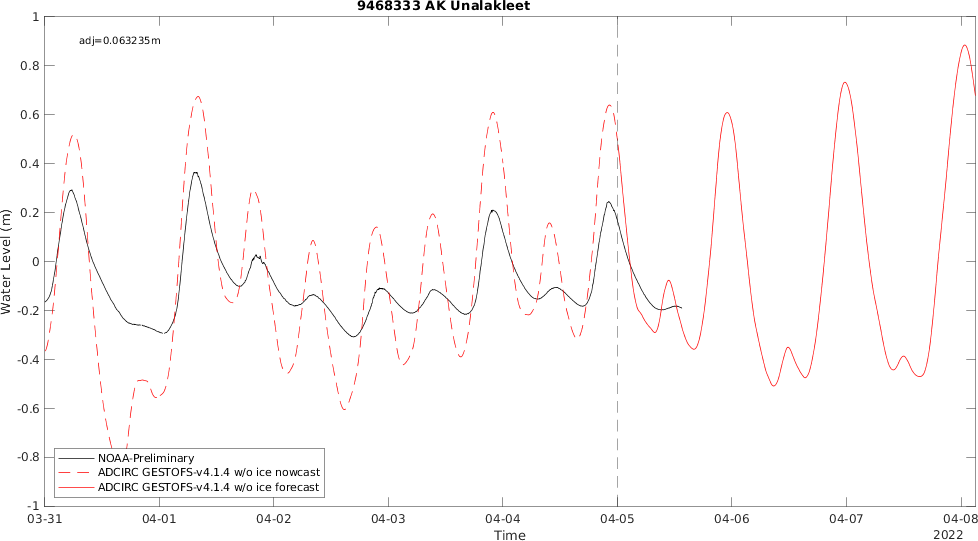 9468333 AK Unalakleet
adj=0.063235m
1
0.8
0.6
0.4
0.2
0
-0.2
-0.4
-0.6
-0.8
-1
Water Level (m)
NOAA-Preliminary
ADCIRC GESTOFS-v4.1.4 w/o ice nowcast
ADCIRC GESTOFS-v4.1.4 w/o ice forecast
03-31 04-01 04-02 04-03 04-04 04-05 04-06 04-07 04-08
Time
2022